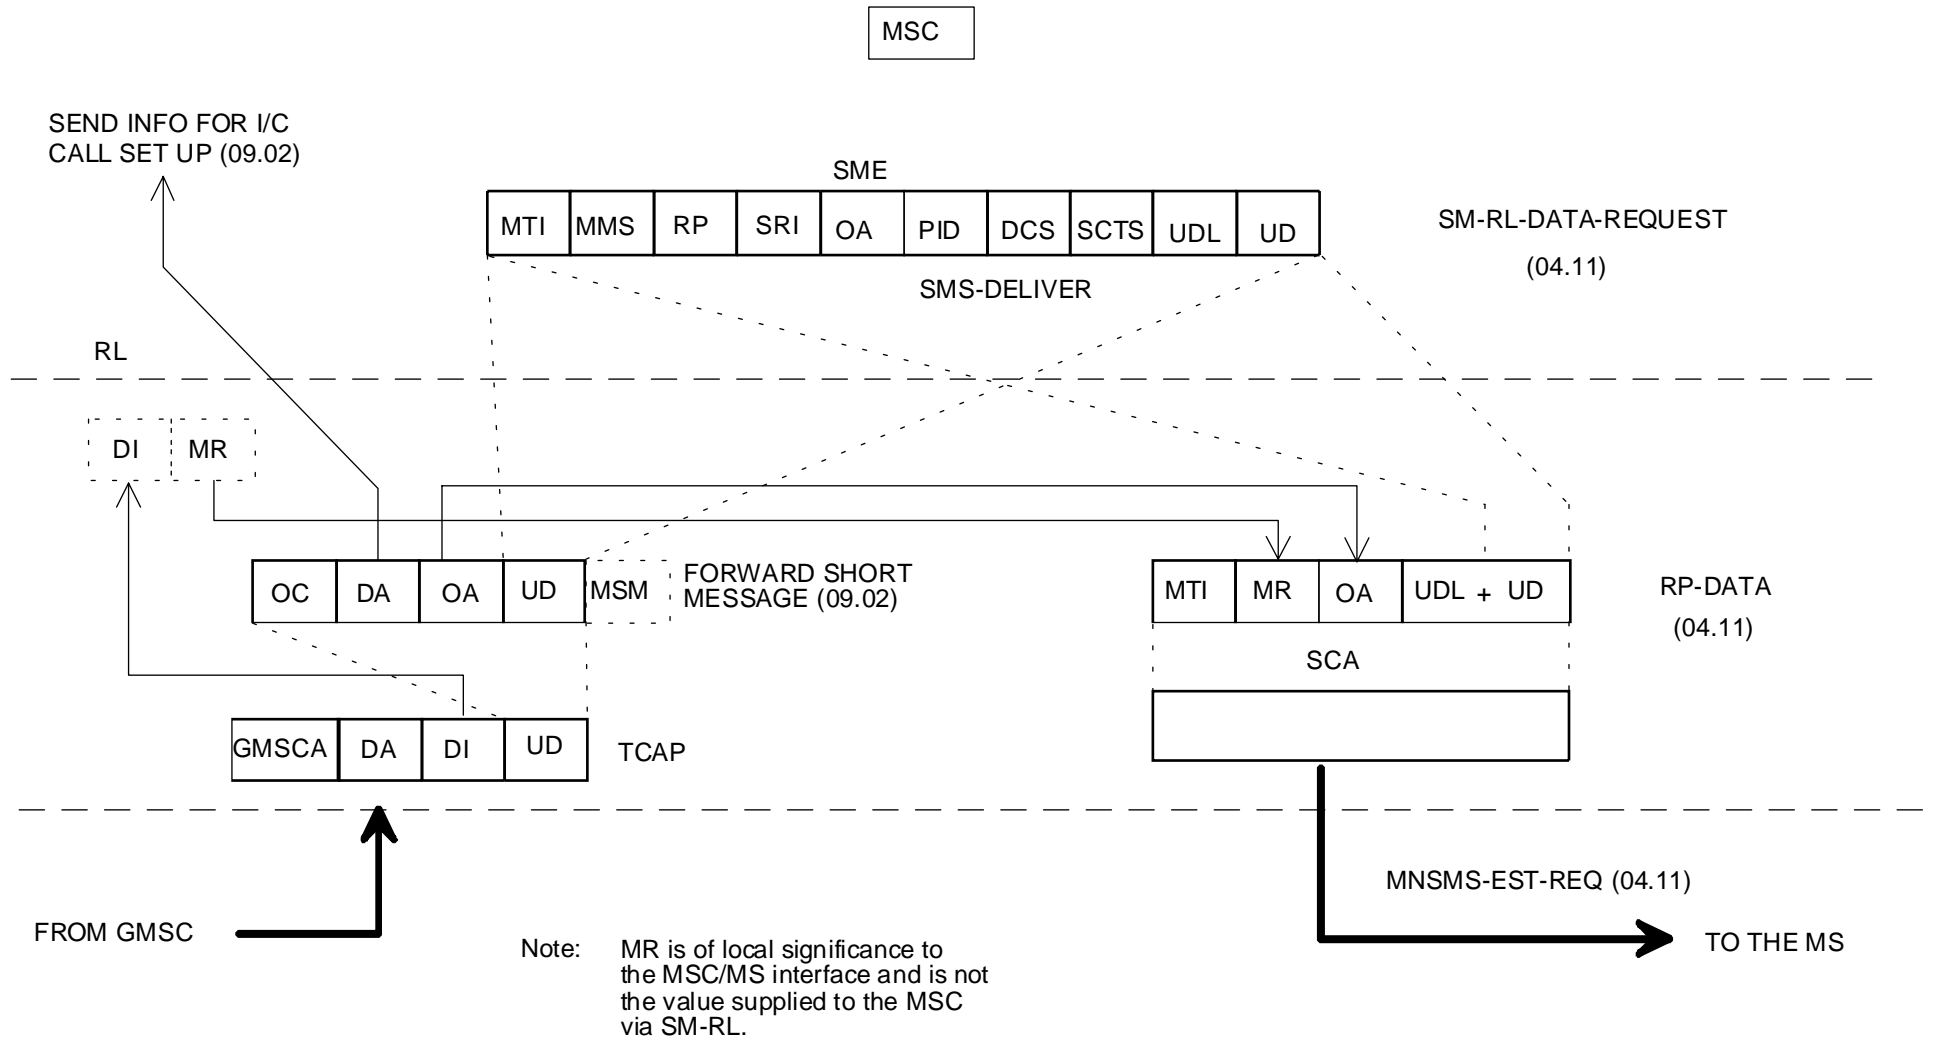 MSC
SEND INFO FOR I/C
CALL SET UP (09.02)
SME
MTI MMS RP SRI OA PID DCS SCTS UDL UD
SM-RL-DATA-REQUEST
(04.11)
SMS-DELIVER
RL
DI MR
OC DA OA UD MSM
FORWARD SHORT
MESSAGE (09.02)
MTI MR OA UDL + UD
RP-DATA
(04.11)
SCA
GMSCA DA DI UD
TCAP
MNSMS-EST-REQ (04.11)
FROM GMSC
TO THE MS
Note: MR is of local significance to
the MSC/MS interface and is not
the value supplied to the MSC
via SM-RL.